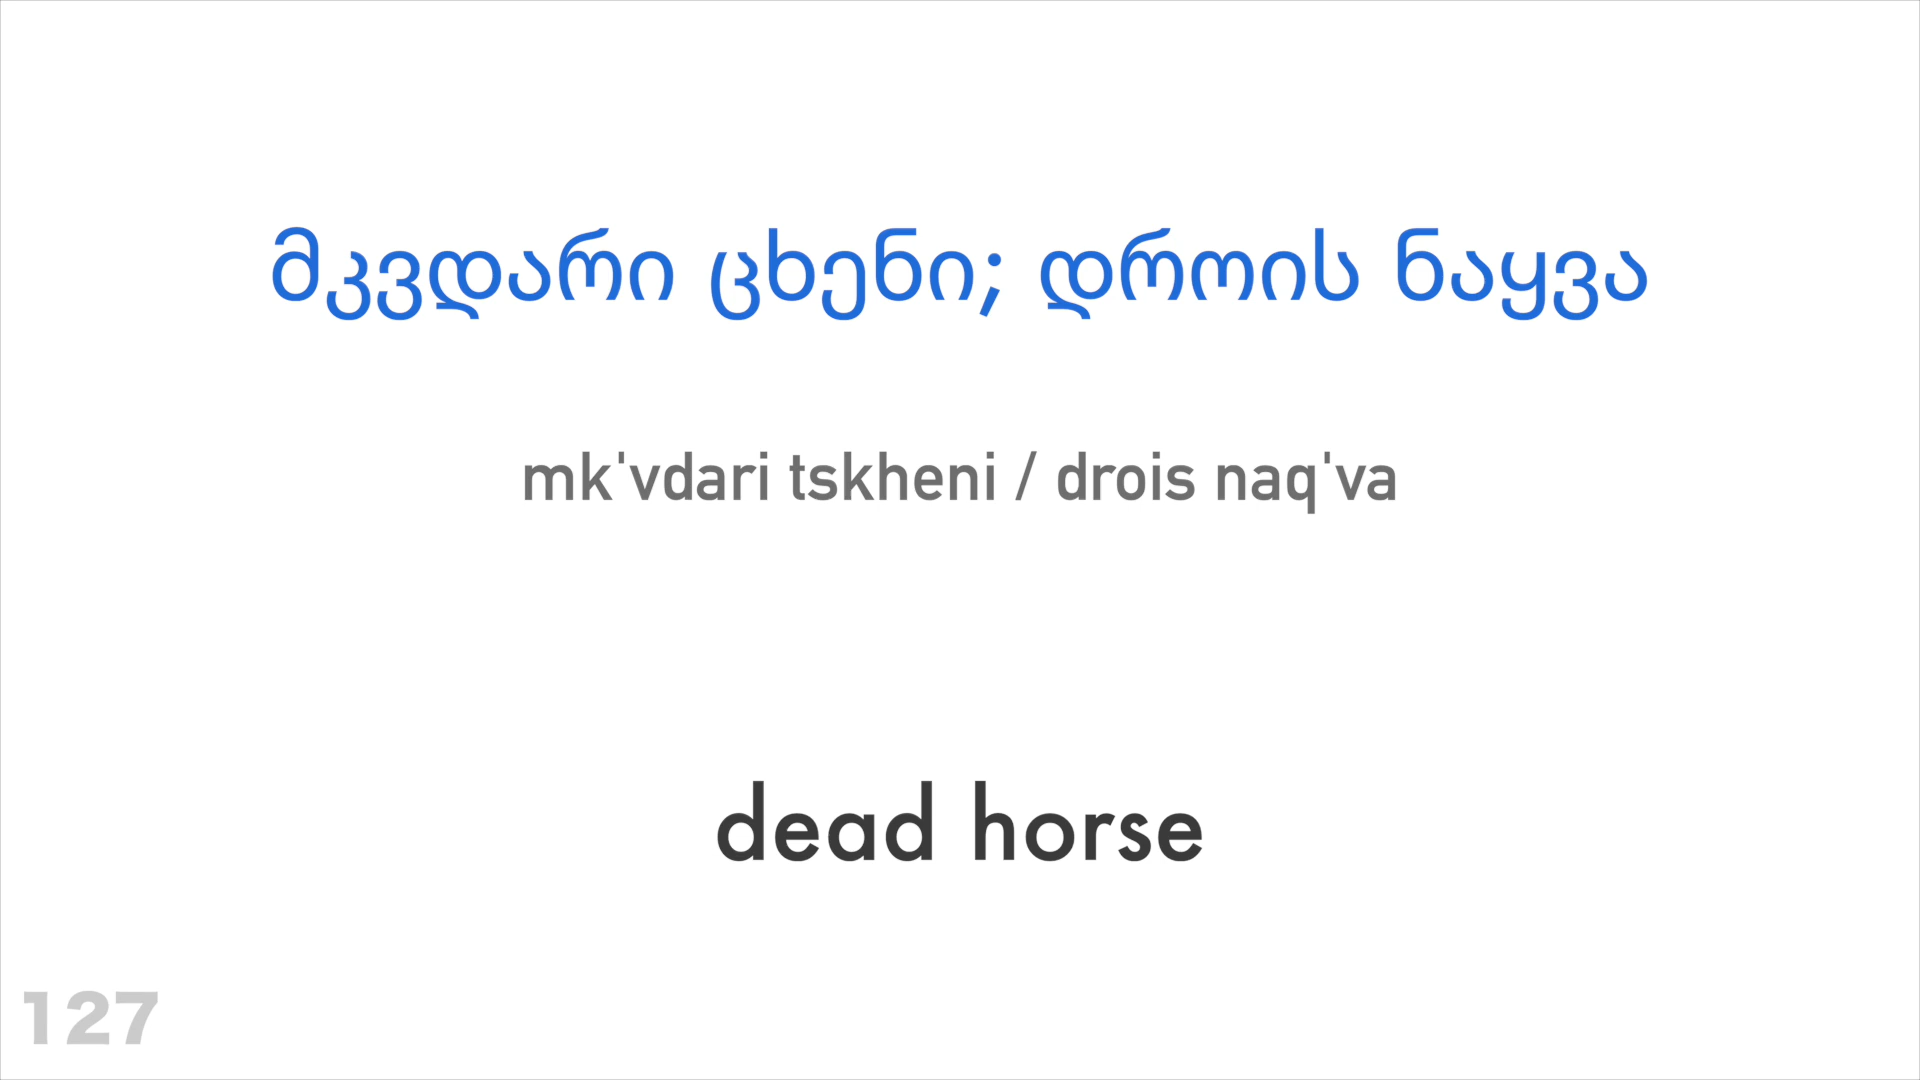 მკვდარი ცხენი; დროის ნაყვა
mk'vdari tskheni / drois naq'va
dead horse
127